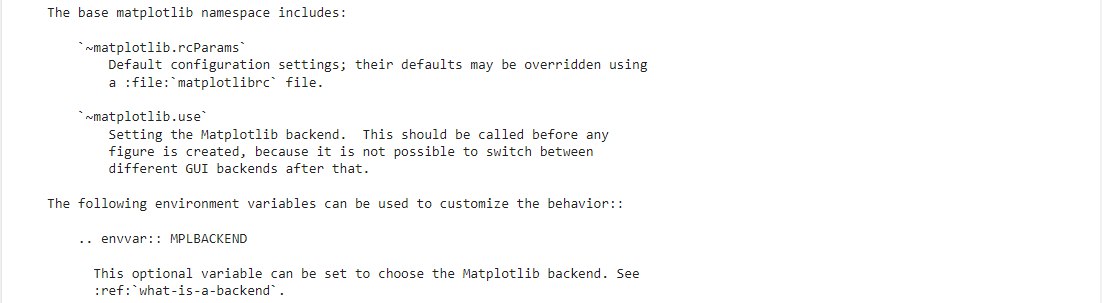 The base matplotlib namespace includes:
`~matplotlib.rcParams`
Default configuration settings; their defaults may be overridden using
a :file:`matplotlibrc` file.
`~matplotlib.use`
Setting the Matplotlib backend.  This should be called before any
figure is created, because it is not possible to switch between
different GUI backends after that.
The following environment variables can be used to customize the behavior::
.. envvar:: MPLBACKEND
This optional variable can be set to choose the Matplotlib backend. See
:ref:`what-is-a-backend`.